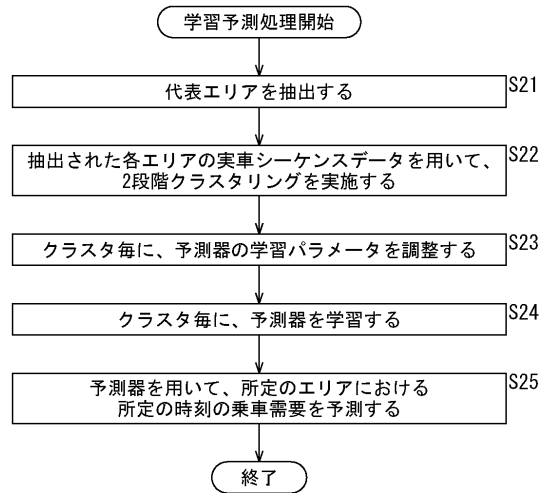 学習予測処理開始
代表エリアを抽出する
S21
抽出された各エリアの実車シーケンスデータを用いて、
2段階クラスタリングを実施する
S22
クラスタ毎に、予測器の学習パラメータを調整する
S23
クラスタ毎に、予測器を学習する
S24
予測器を用いて、所定のエリアにおける
所定の時刻の乗車需要を予測する
S25
終了